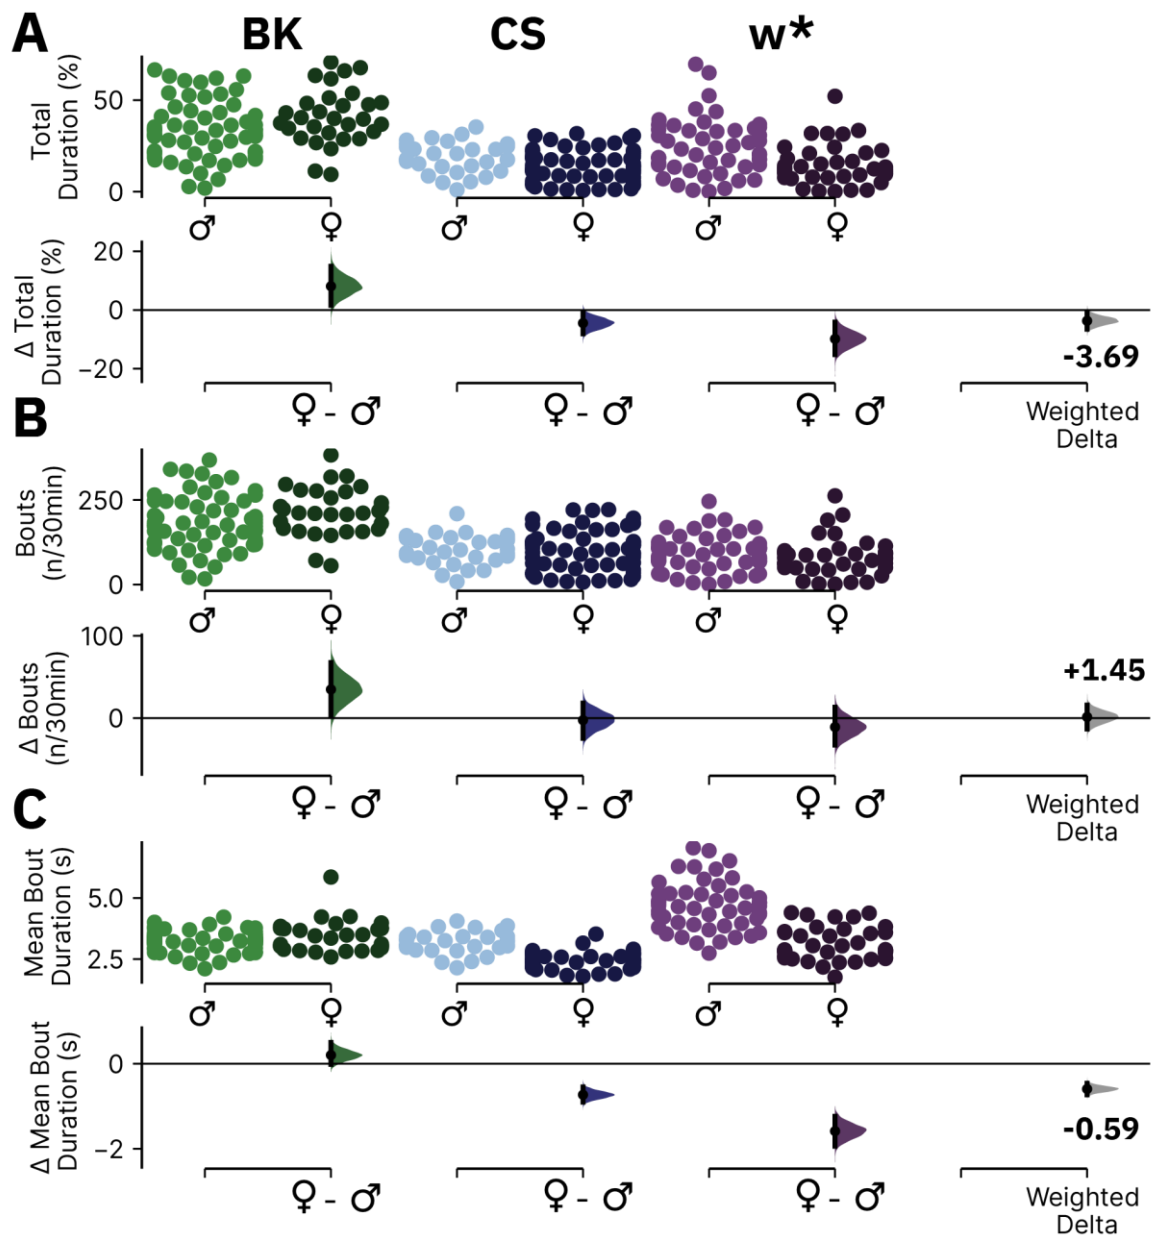 A
BK CS w*
Total
Duration (%)
50
0
♂ ♀ ♂ ♀ ♂ ♀
Δ Total
Duration (%)
20
0
−20
-3.69
♀ - ♂ ♀ - ♂ ♀ - ♂ Weighted
Delta
B
Bouts
(n/30min)
250
0
♂ ♀ ♂ ♀ ♂ ♀
Δ Bouts
(n/30min)
100
0
+1.45
♀ - ♂ ♀ - ♂ ♀ - ♂ Weighted
Delta
C
Mean Bout
Duration (s)
5.0
2.5
♂ ♀ ♂ ♀ ♂ ♀
Δ Mean Bout
Duration (s)
0
−2
-0.59
♀ - ♂ ♀ - ♂ ♀ - ♂ Weighted
Delta